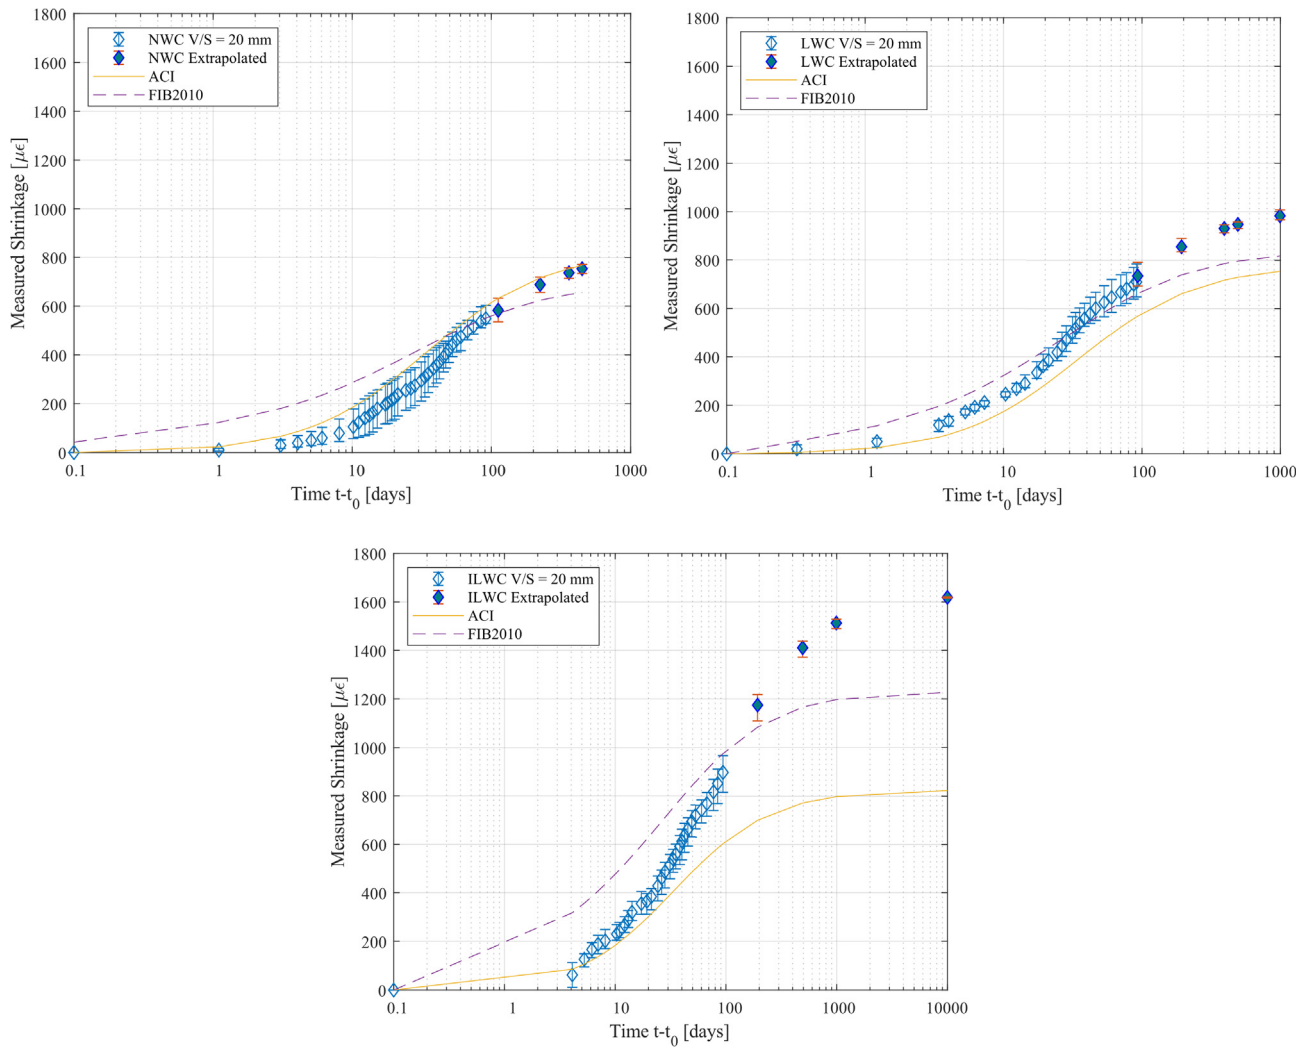 1800
1600
1400
1200
1000
800
600
400
200
0
Measured Shrinkage [με]
NWC V/S = 20 mm
NWC Extrapolated
ACI
FIB2010
0.1
1
10
100
1000
Time t-t0 [days]
1800
1600
1400
1200
1000
800
600
400
200
0
Measured Shrinkage [με]
LWC V/S = 20 mm
LWC Extrapolated
ACI
FIB2010
0.1
1
10
100
1000
Time t-t0 [days]
1800
1600
1400
1200
1000
800
600
400
200
0
Measured Shrinkage [με]
ILWC V/S = 20 mm
ILWC Extrapolated
ACI
FIB2010
0.1
1
10
100
1000
10000
Time t-t0 [days]